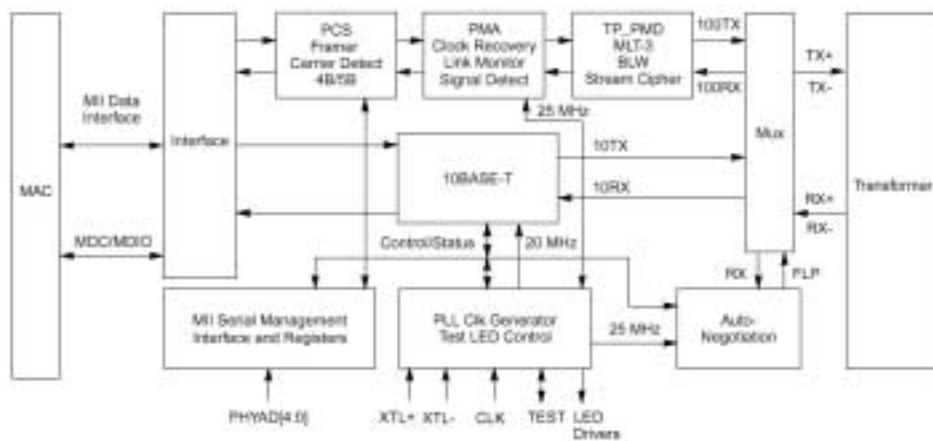 PCS
Framer
Carrier Detect
4B/5B
PMA
Clock Recovery
Link Monitor
Signal Detect
TP_PMD
MLT-3
BLW
Stream Cipher
100TX
100RX
TX+
TX-
MII Data
Interface
Interface
25 MHz
Mux
10TX
10BASE-T
MAC
10RX
Transformer
RX+
RX-
MDC/MDIO
Control/Status
20 MHz
RX
FLP
MII Serial Management
Interface and Registers
PLL Clk Generator
Test LED Control
25 MHz
Auto-
Negotiation
PHYAD[4:0]
XTL+
XTL-
CLK
TEST
LED
Drivers